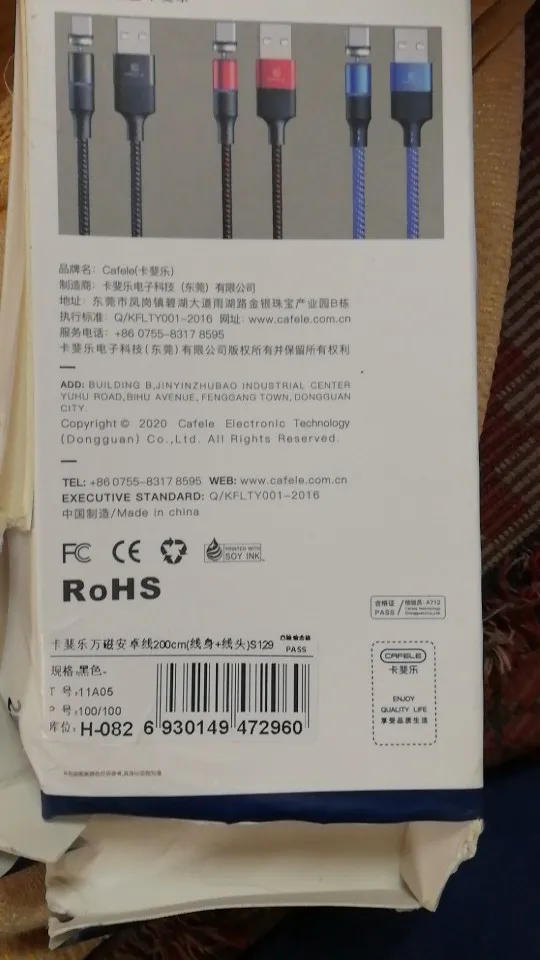 品牌名: Cafele(卡斐乐)
制造商: 卡斐乐电子科技 (东莞) 有限公司
地址: 东莞市凤岗镇碧湖大道雨湖路金银珠宝产业园B栋
执行标准: Q/KFLTY001-2016 网址: www.cafele.com.cn
服务电话: +86 0755-8317 8595
卡斐乐电子科技(东莞)有限公司版权所有并保留所有权利
ADD: BUILDING B,JINYINZHUBAO INDUSTRIAL CENTER
YUHU ROAD,BIHU AVENUE, FENGGANG TOWN, DONGGUAN
CITY.
Copyright © 2020 Cafele Electronic Technology
(Dongguan) Co.,Ltd. All Rights Reserved.
TEL: +86 0755-8317 8595 WEB: www.cafele.com.cn
EXECUTIVE STANDARD: Q/KFLTY001-2016
中国制造/Made in china
FC CE PRINTED WITH SOY INK
RoHS
合格证 PASS 检验员: A712
卡斐乐万磁安卓线200cm(线身+线头)S129 PASS
规格:黑色-
号:11A05
号:100/100
库位: H-082 6 930149 472960
CAFELE
卡斐乐
ENJOY
QUALITY LIFE
享受品质生活